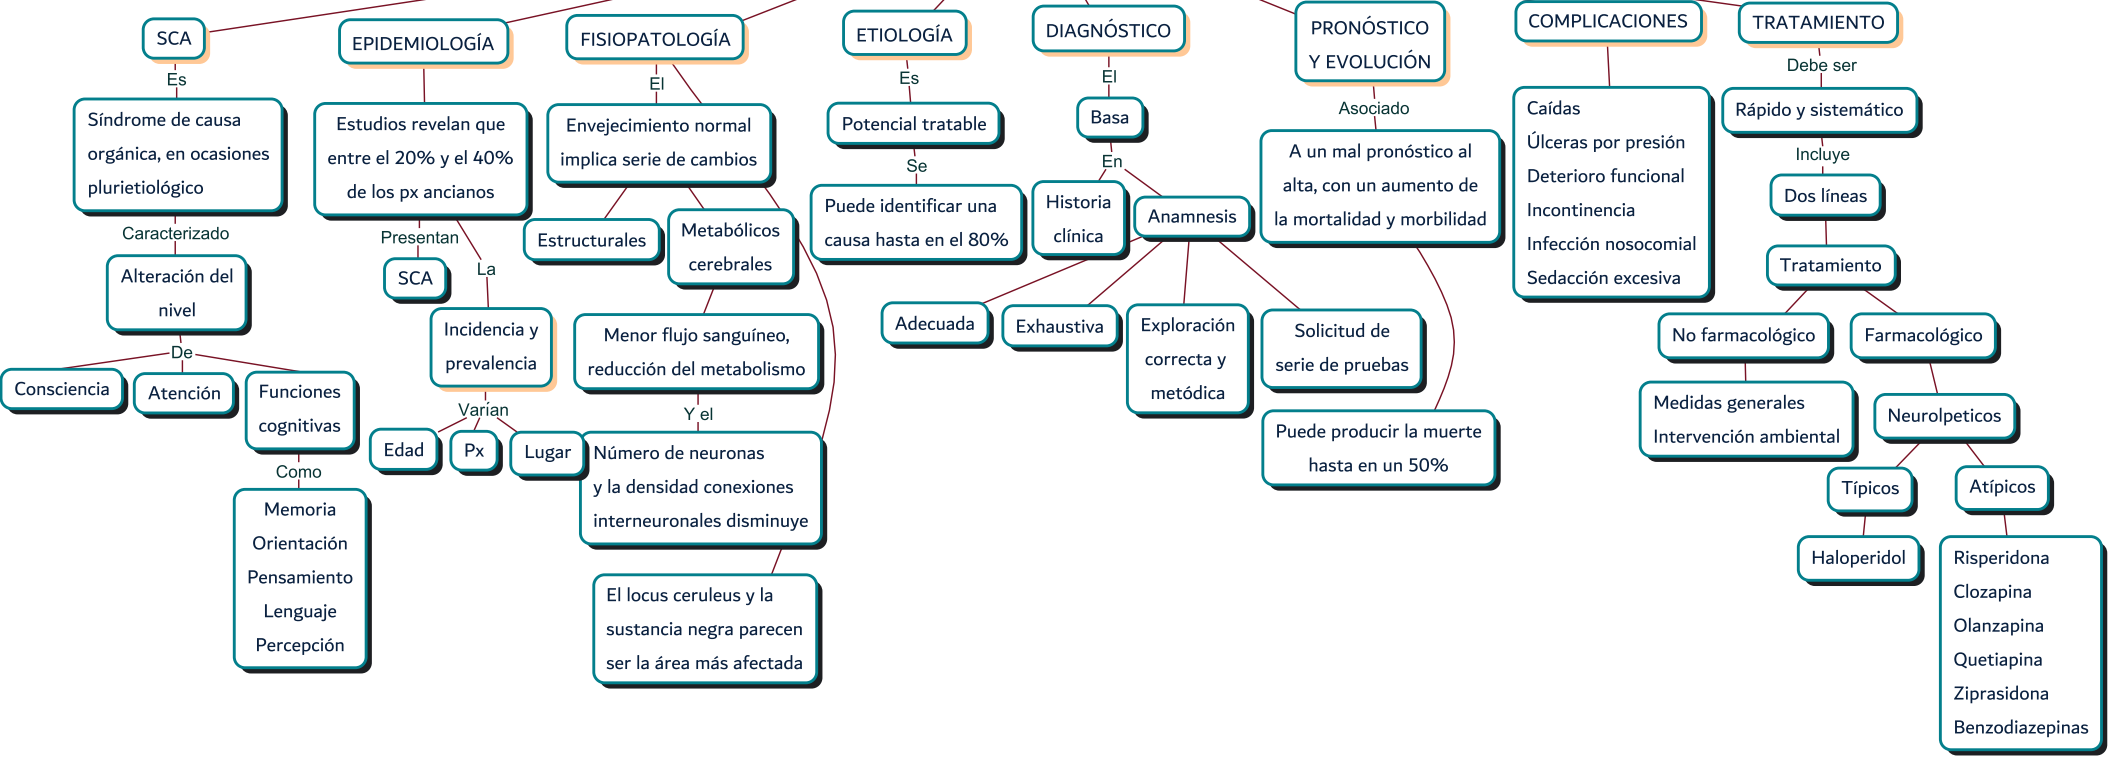 SCA
Es
Síndrome de causa
orgánica, en ocasiones
plurietiológico
Caracterizado
Alteración del
nivel
De
Consciencia
Atención
Funciones
cognitivas
Como
Memoria
Orientación
Pensamiento
Lenguaje
Percepción
EPIDEMIOLOGÍA
Estudios revelan que
entre el 20% y el 40%
de los px ancianos
Presentan
SCA
La
Incidencia y
prevalencia
Varían
Edad
Px
Lugar
FISIOPATOLOGÍA
El
Envejecimiento normal
implica serie de cambios
Estructurales
Metabólicos
cerebrales
Menor flujo sanguíneo,
reducción del metabolismo
Y el
Número de neuronas
y la densidad conexiones
interneuronales disminuye
El locus ceruleus y la
sustancia negra parecen
ser la área más afectada
ETIOLOGÍA
Es
Potencial tratable
Se
Puede identificar una
causa hasta en el 80%
DIAGNÓSTICO
El
Basa
En
Historia
clínica
Anamnesis
Adecuada
Exhaustiva
Exploración
correcta y
metódica
Solicitud de
serie de pruebas
PRONÓSTICO
Y EVOLUCIÓN
Asociado
A un mal pronóstico al
alta, con un aumento de
la mortalidad y morbilidad
Puede producir la muerte
hasta en un 50%
COMPLICACIONES
Caídas
Úlceras por presión
Deterioro funcional
Incontinencia
Infección nosocomial
Sedacción excesiva
TRATAMIENTO
Debe ser
Rápido y sistemático
Incluye
Dos líneas
Tratamiento
No farmacológico
Medidas generales
Intervención ambiental
Farmacológico
Neurolpeticos
Típicos
Haloperidol
Atípicos
Risperidona
Clozapina
Olanzapina
Quetiapina
Ziprasidona
Benzodiazepinas